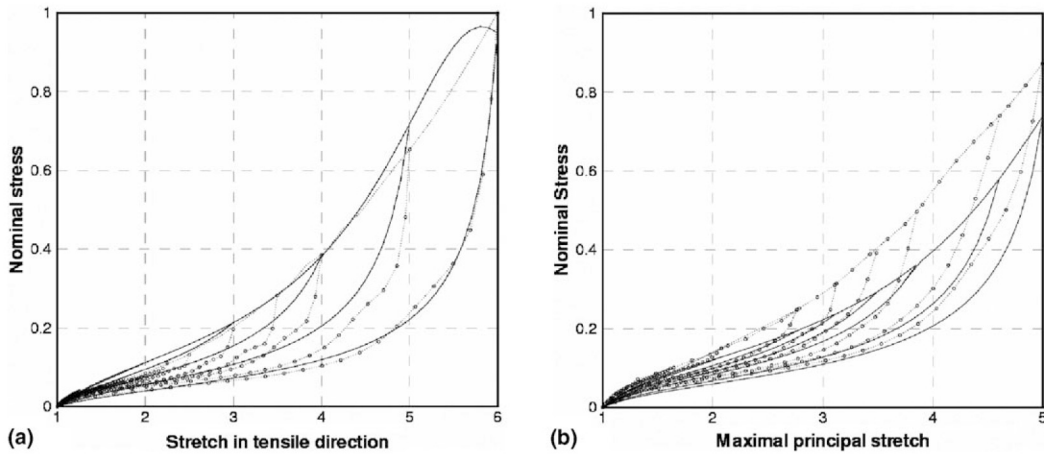 1
0.8
0.6
0.4
0.2
0
Nominal stress
1 2 3 4 5 6
(a)
Stretch in tensile direction
1
0.8
0.6
0.4
0.2
0
Nominal Stress
1 2 3 4 5
(b)
Maximal principal stretch